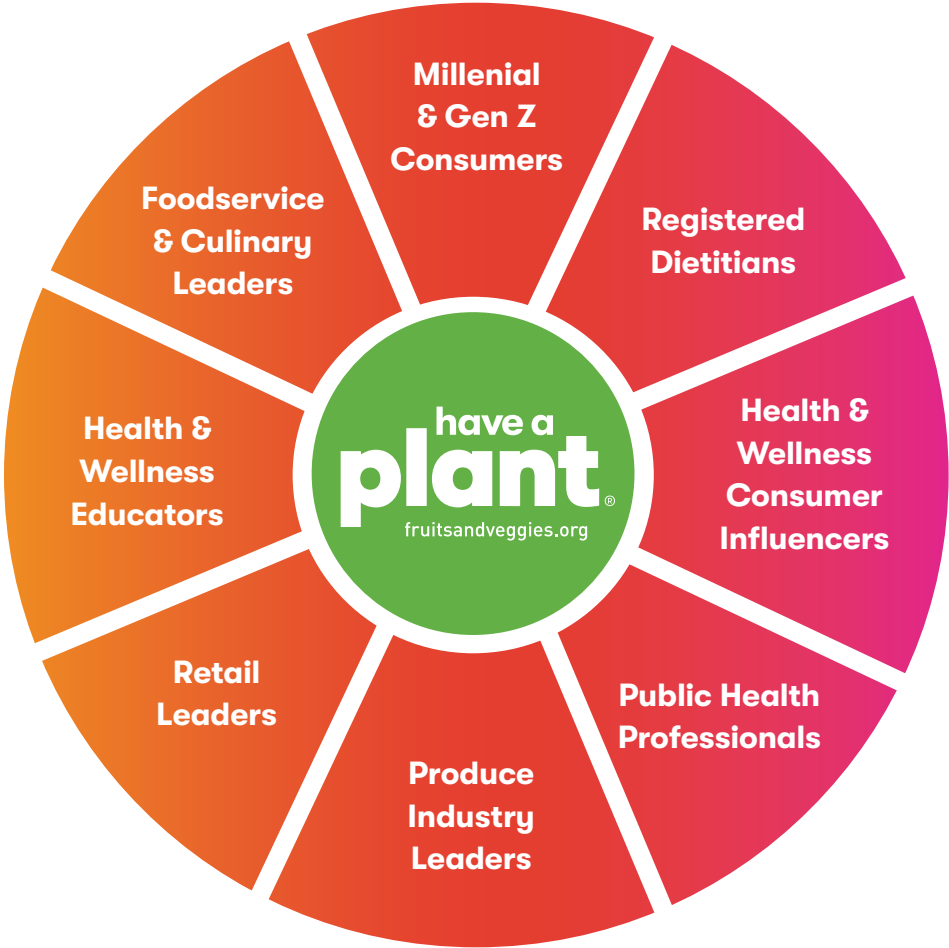 Millenial
& Gen Z
Consumers
Registered
Dietitians
Health &
Wellness
Consumer
Influencers
Public Health
Professionals
Produce
Industry
Leaders
Retail
Leaders
Health &
Wellness
Educators
Foodservice
& Culinary
Leaders
have a
plant®
fruitsandveggies.org